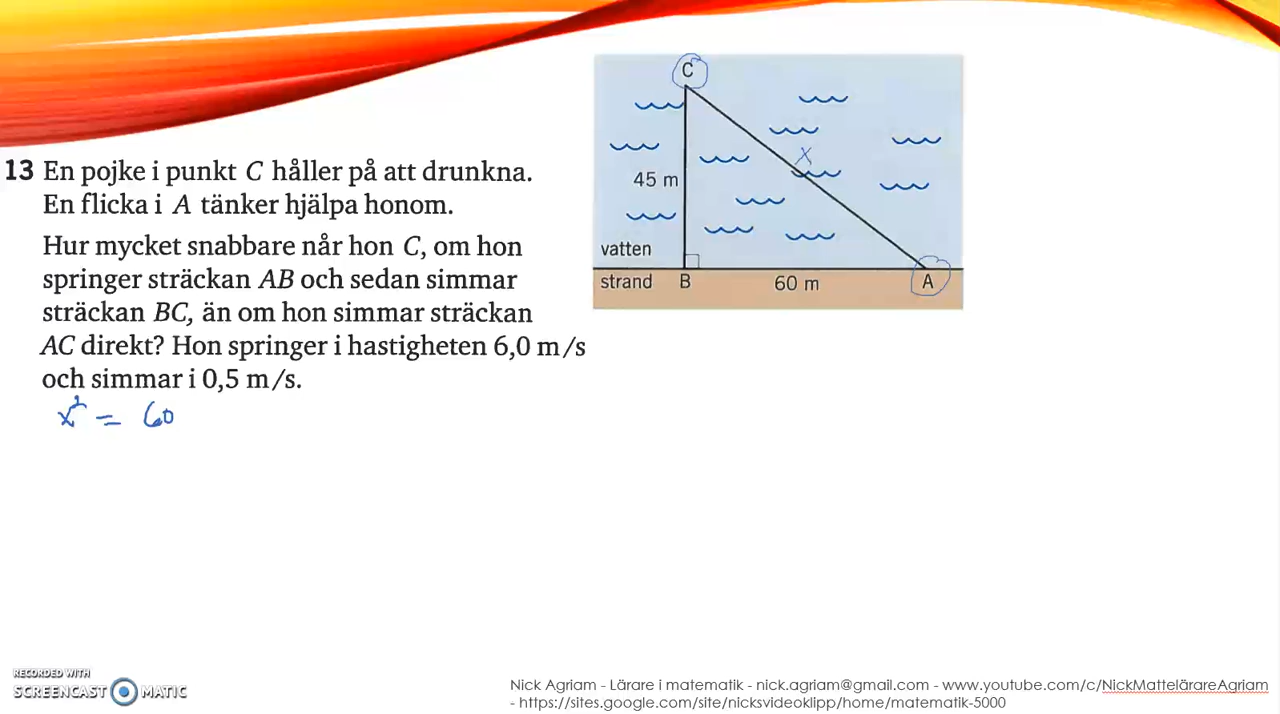 13 En pojke i punkt C håller på att drunkna.
En flicka i A tänker hjälpa honom.
Hur mycket snabbare når hon C, om hon
springer sträckan AB och sedan simmar
sträckan BC, än om hon simmar sträckan
AC direkt? Hon springer i hastigheten 6,0 m/s
och simmar i 0,5 m/s.
x² = 60
C
x
45 m
vatten
strand B 60 m A
RECORDED WITH
SCREENCAST MATIC
Nick Agriam - Lärare i matematik - nick.agriam@gmail.com - www.youtube.com/c/NickMattelärareAgriam
- https://sites.google.com/site/nicksvideoklipp/home/matematik-5000